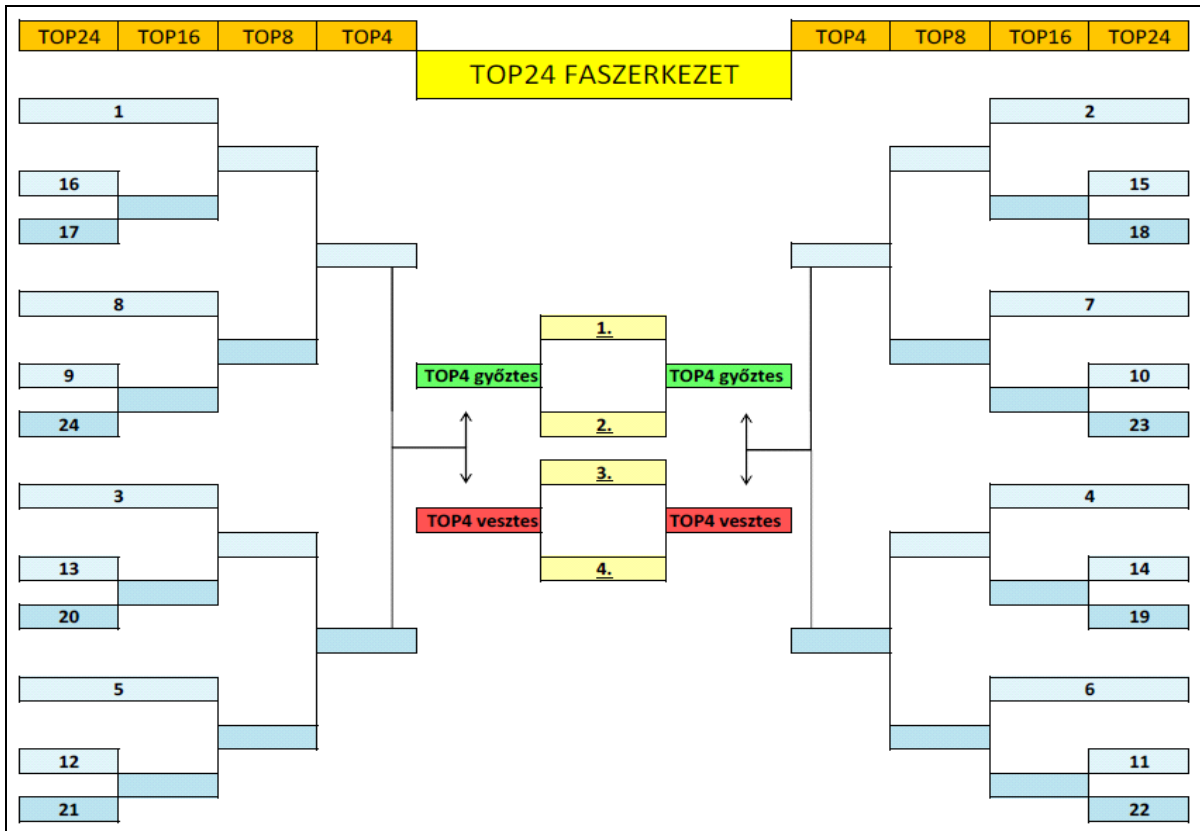 TOP24 TOP16 TOP8 TOP4 TOP4 TOP8 TOP16 TOP24
TOP24 FASZERKEZET
1 2
16 15
17 18
8 7
1.
9 TOP4 győztes TOP4 győztes 10
24 2. 23
3.
3 4
TOP4 vesztes TOP4 vesztes
13 4. 14
20 19
5 6
12 11
21 22